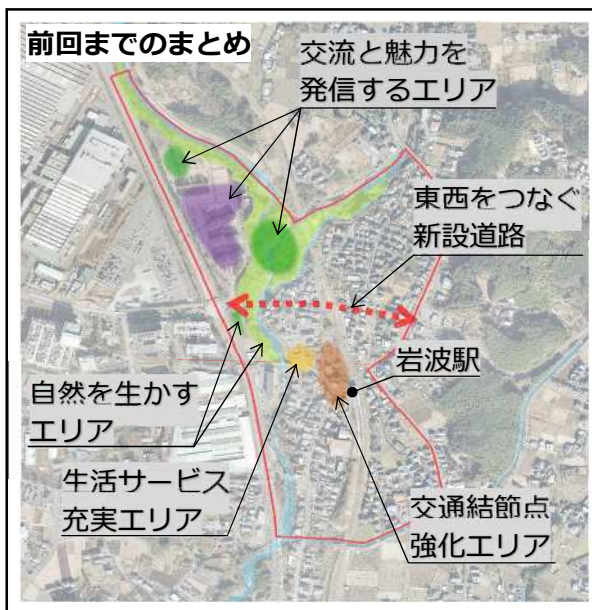 前回までのまとめ
交流と魅力を
発信するエリア
東西をつなぐ
新設道路
岩波駅
自然を生かす
エリア
生活サービス
充実エリア
交通結節点
強化エリア